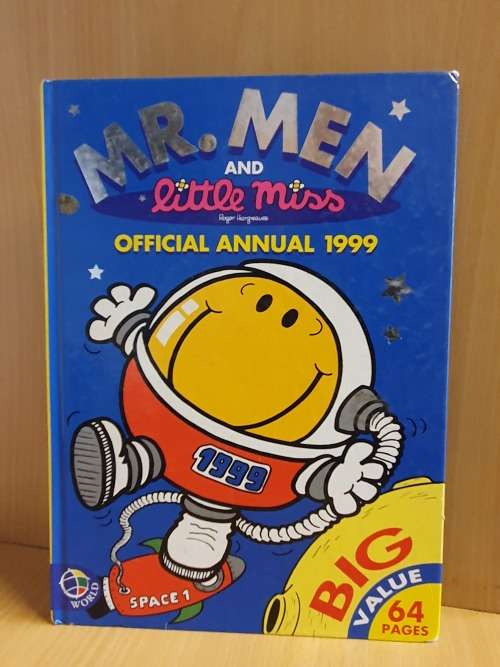 MR. MEN
AND
little miss
Roger Hargreaves
OFFICIAL ANNUAL 1999
1999
SPACE 1
WORLD
BIG
VALUE
64
PAGES